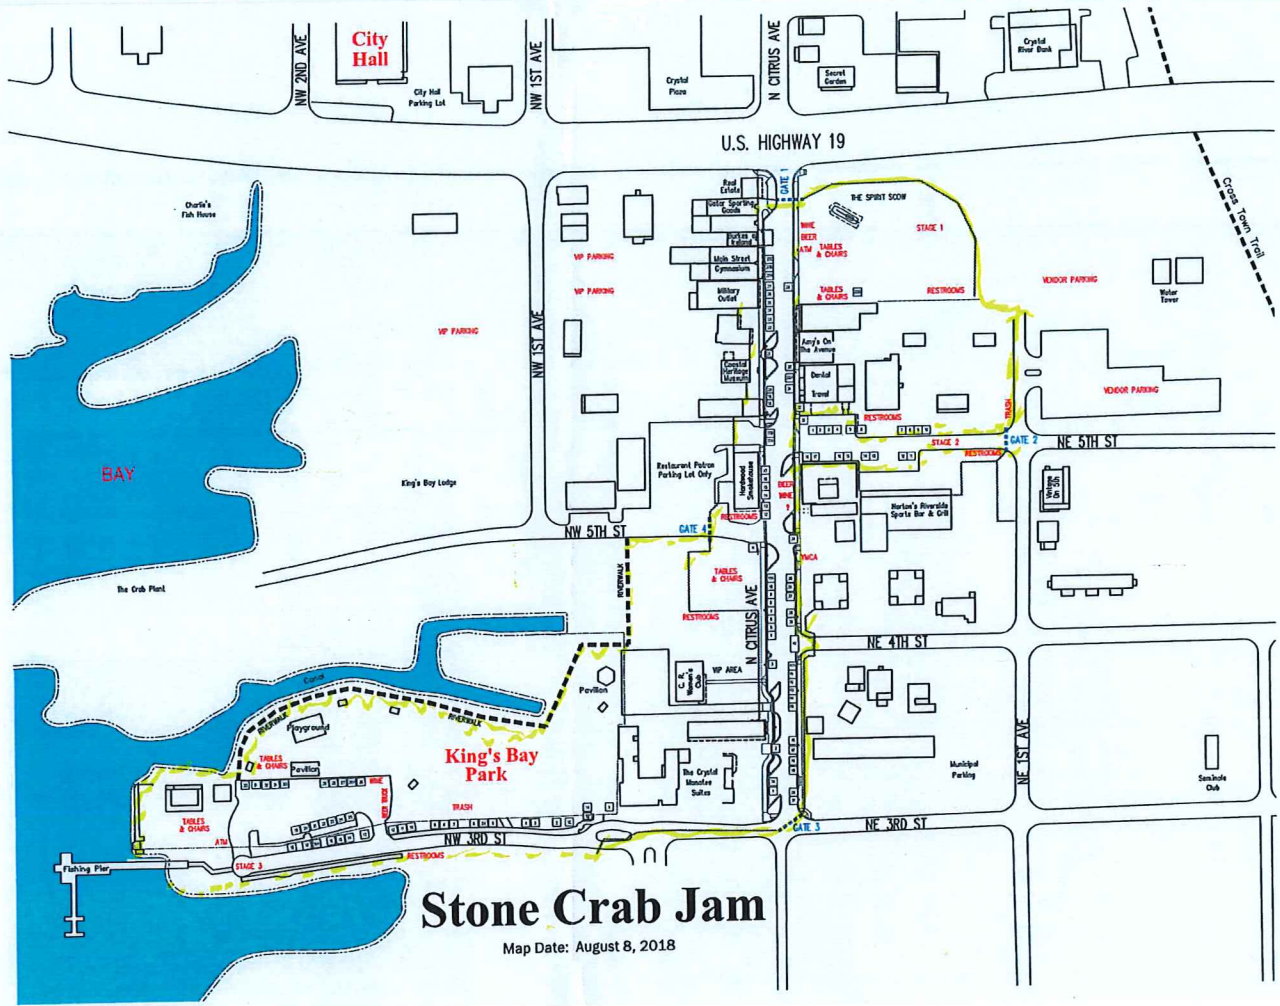 City
Hall
NW 2ND AVE
City Hall
Parking Lot
NW 1ST AVE
Crystal
Plaza
N CITRUS AVE
Secret
Garden
Crystal
River Bank
U.S. HIGHWAY 19
Cross Town Trail
Charlie's
Fish House
Real
Estate
GATE 1
Gator Sporting
Goods
THE SPIRIT SCOW
WINE
BEER
ATM
TABLES
& CHAIRS
STAGE 1
Main Street
Gymnasium
Military
Outlet
VIP PARKING
VIP PARKING
VIP PARKING
TABLES
& CHAIRS
RESTROOMS
VENDOR PARKING
Water
Tower
NW 1ST AVE
Amy's On
The Avenue
Coastal
Heritage
Museum
Dental
Travel
VENDOR PARKING
TRASH
RESTROOMS
STAGE 2
GATE 2
NE 5TH ST
RESTROOMS
BAY
King's Bay Lodge
Restaurant Patron
Parking Lot Only
Hardwood
Smokehouse
BEER
WINE
?
Vintage
On 5th
Norton's Riverside
Sports Bar & Grill
RESTROOMS
NW 5TH ST
GATE 4
YMCA
The Crab Plant
RIVERWALK
TABLES
& CHAIRS
RESTROOMS
N CITRUS AVE
NE 4TH ST
C. R.
Woman's
Club
VIP AREA
Canal
Pavilion
RIVERWALK
Playground
RIVERWALK
King's Bay
Park
TABLES
& CHAIRS
Pavilion
WINE
BEER TRUCK
TRASH
The Crystal
Manatee
Suites
Municipal
Parking
NE 1ST AVE
Seminole
Club
TABLES
& CHAIRS
ATM
NW 3RD ST
GATE 3
NE 3RD ST
STAGE 3
RESTROOMS
Fishing Pier
Stone Crab Jam
Map Date: August 8, 2018